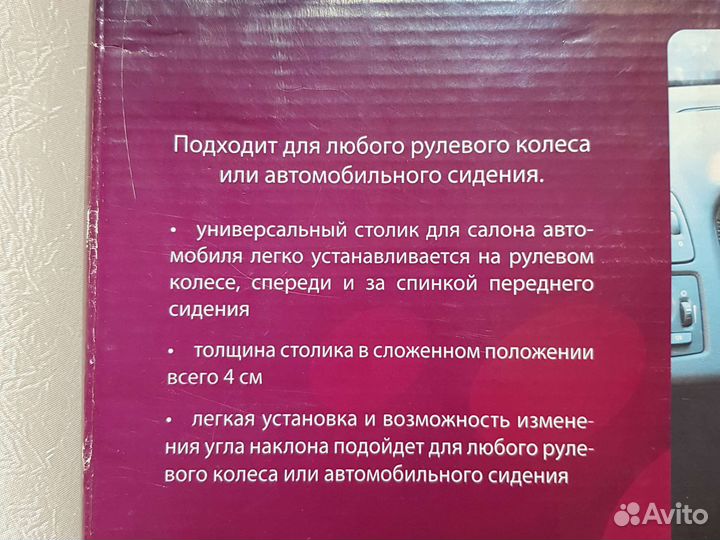 Подходит для любого рулевого колеса
или автомобильного сидения.
• универсальный столик для салона авто-
мобиля легко устанавливается на рулевом
колесе, спереди и за спинкой переднего
сидения
• толщина столика в сложенном положении
всего 4 см
• легкая установка и возможность измене-
ния угла наклона подойдет для любого руле-
вого колеса или автомобильного сидения
Avito